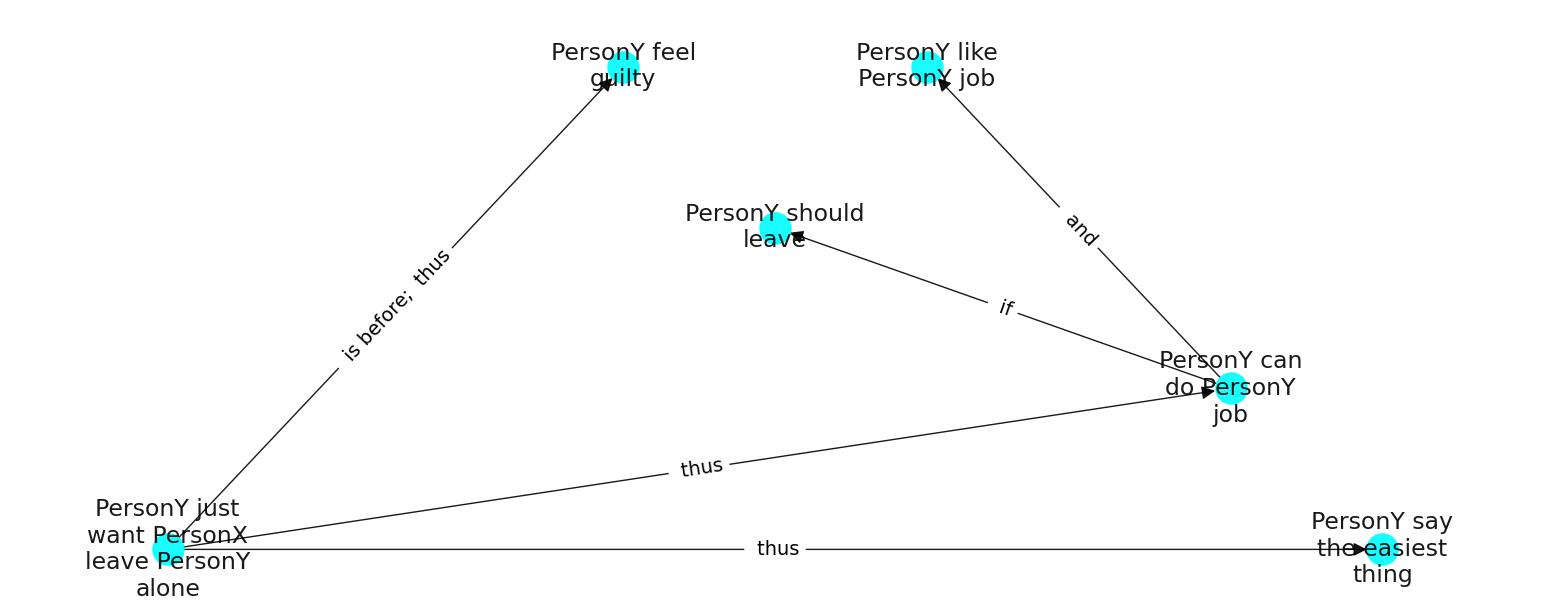 PersonY feel
guilty
PersonY like
PersonY job
PersonY should
leave
and
is before;  thus
if
PersonY can
do PersonY
job
thus
PersonY just
want PersonX
leave PersonY
alone
thus
PersonY say
the easiest
thing